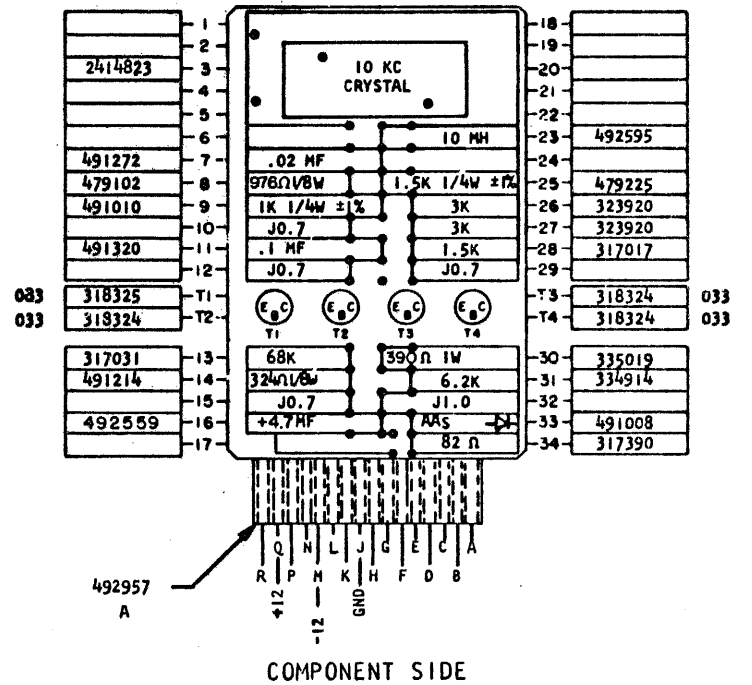 1 18
2 19
2414823 3 10 KC 20
4 CRYSTAL 21
5 22
6 10 MH 23 492595
491272 7 .02 MF 24
479102 8 976Ω1/8W 1.5K 1/4W ±1% 25 479225
491010 9 1K 1/4W ±1% 3K 26 323920
10 J0.7 3K 27 323920
491320 11 .1 MF 1.5K 28 317017
12 J0.7 J0.7 29
083 318325 T1 E B C E B C E B C E B C T3 318324 033
033 318324 T2 T1 T2 T3 T4 T4 318324 033
317031 13 68K 390Ω 1W 30 335019
491214 14 324Ω1/8W 6.2K 31 334914
15 J0.7 J1.0 32
492559 16 +4.7MF AAS 33 491008
17 82 Ω 34 317390
Q N L J G E C A
R P M K H F D B
+12 -12 GND
492957
A
COMPONENT SIDE